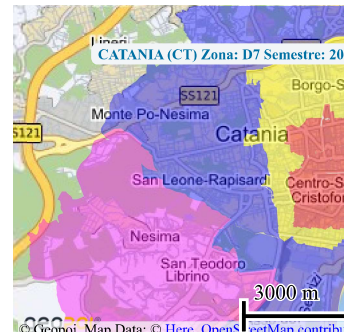 Lineri
CATANIA (CT) Zona: D7 Semestre: 20
Borgo-S
SS121
Monte Po-Nesima
SS121
Catania
San Leone-Rapisardi
Centro-S
Cristofor
Nesima
San Teodoro
Librino
3000 m
© Geopoi, Map Data: © Here, OpenStreetMap contribu